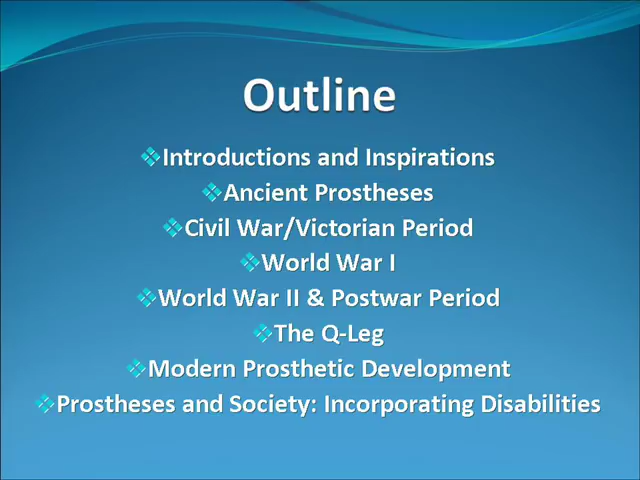 Outline
Introductions and Inspirations
Ancient Prostheses
Civil War/Victorian Period
World War I
World War II & Postwar Period
The Q-Leg
Modern Prosthetic Development
Prostheses and Society: Incorporating Disabilities